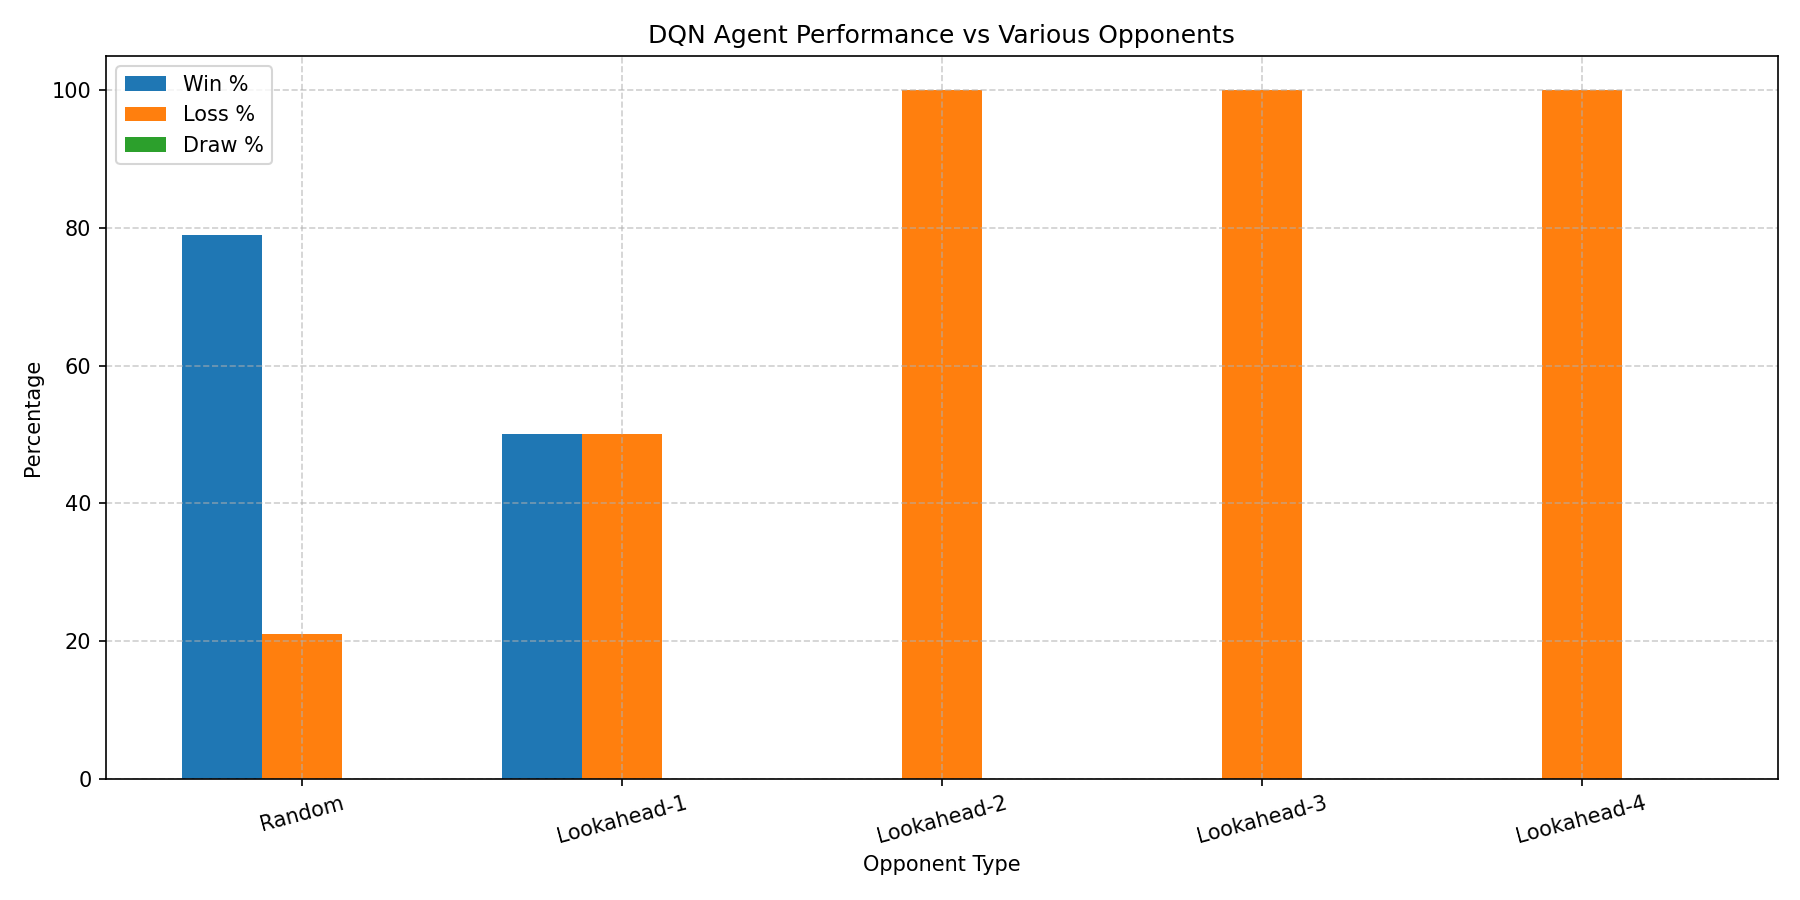 DQN Agent Performance vs Various Opponents
Win %
Loss %
Draw %
100
80
60
40
20
0
Percentage
Random
Lookahead-1
Lookahead-2
Lookahead-3
Lookahead-4
Opponent Type